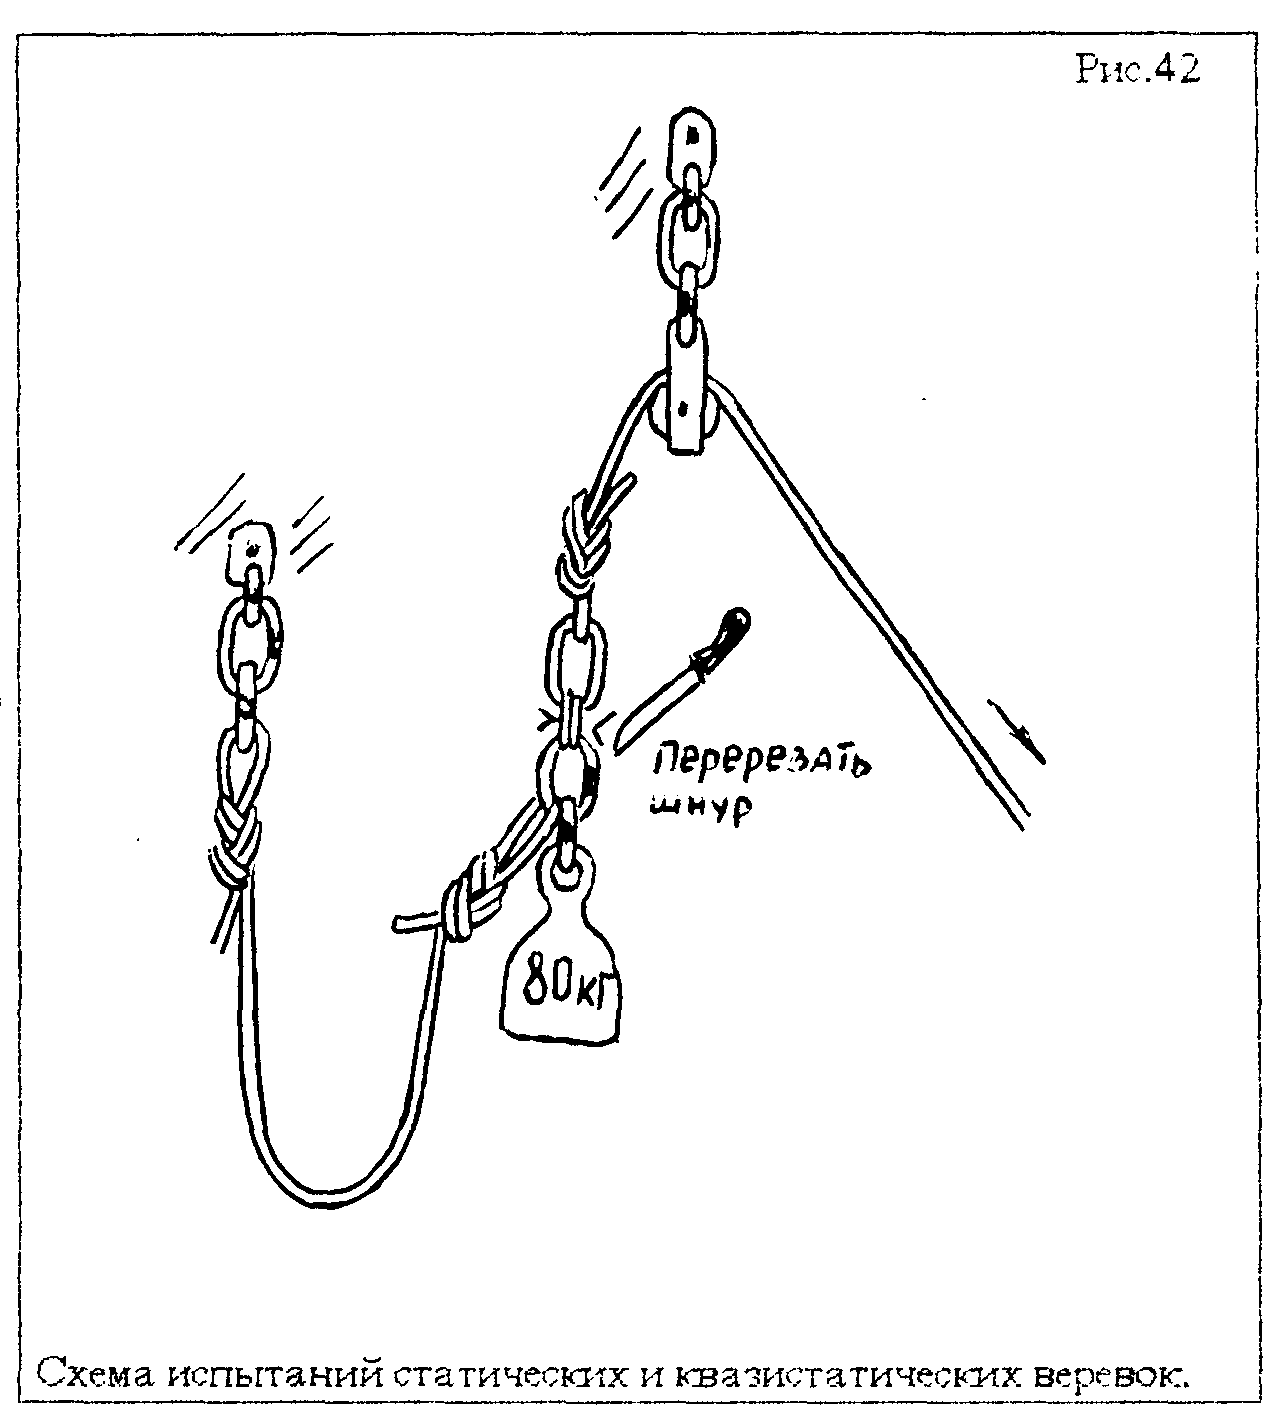 Рис.42
Перерезать
шнур
80кг
Схема испытаний статических и квазистатических веревок.